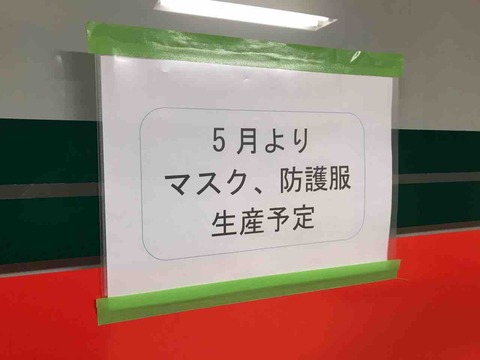 5月より
マスク、防護服
生産予定